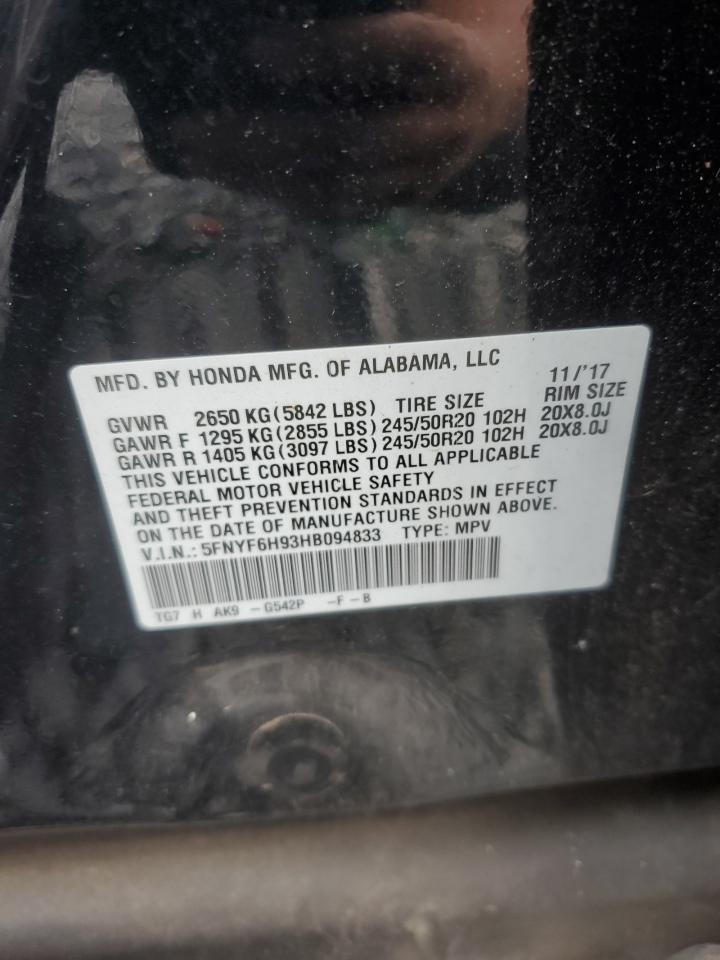 MFD. BY HONDA MFG. OF ALABAMA, LLC 11/'17
GVWR 2650 KG(5842 LBS) TIRE SIZE RIM SIZE
GAWR F 1295 KG(2855 LBS)245/50R20 102H 20X8.0J
GAWR R 1405 KG(3097 LBS)245/50R20 102H 20X8.0J
THIS VEHICLE CONFORMS TO ALL APPLICABLE
FEDERAL MOTOR VEHICLE SAFETY
AND THEFT PREVENTION STANDARDS IN EFFECT
ON THE DATE OF MANUFACTURE SHOWN ABOVE.
V.I.N.: 5FNYF6H93HB094833 TYPE: MPV
TG7 H AK9 -G542P -F-B